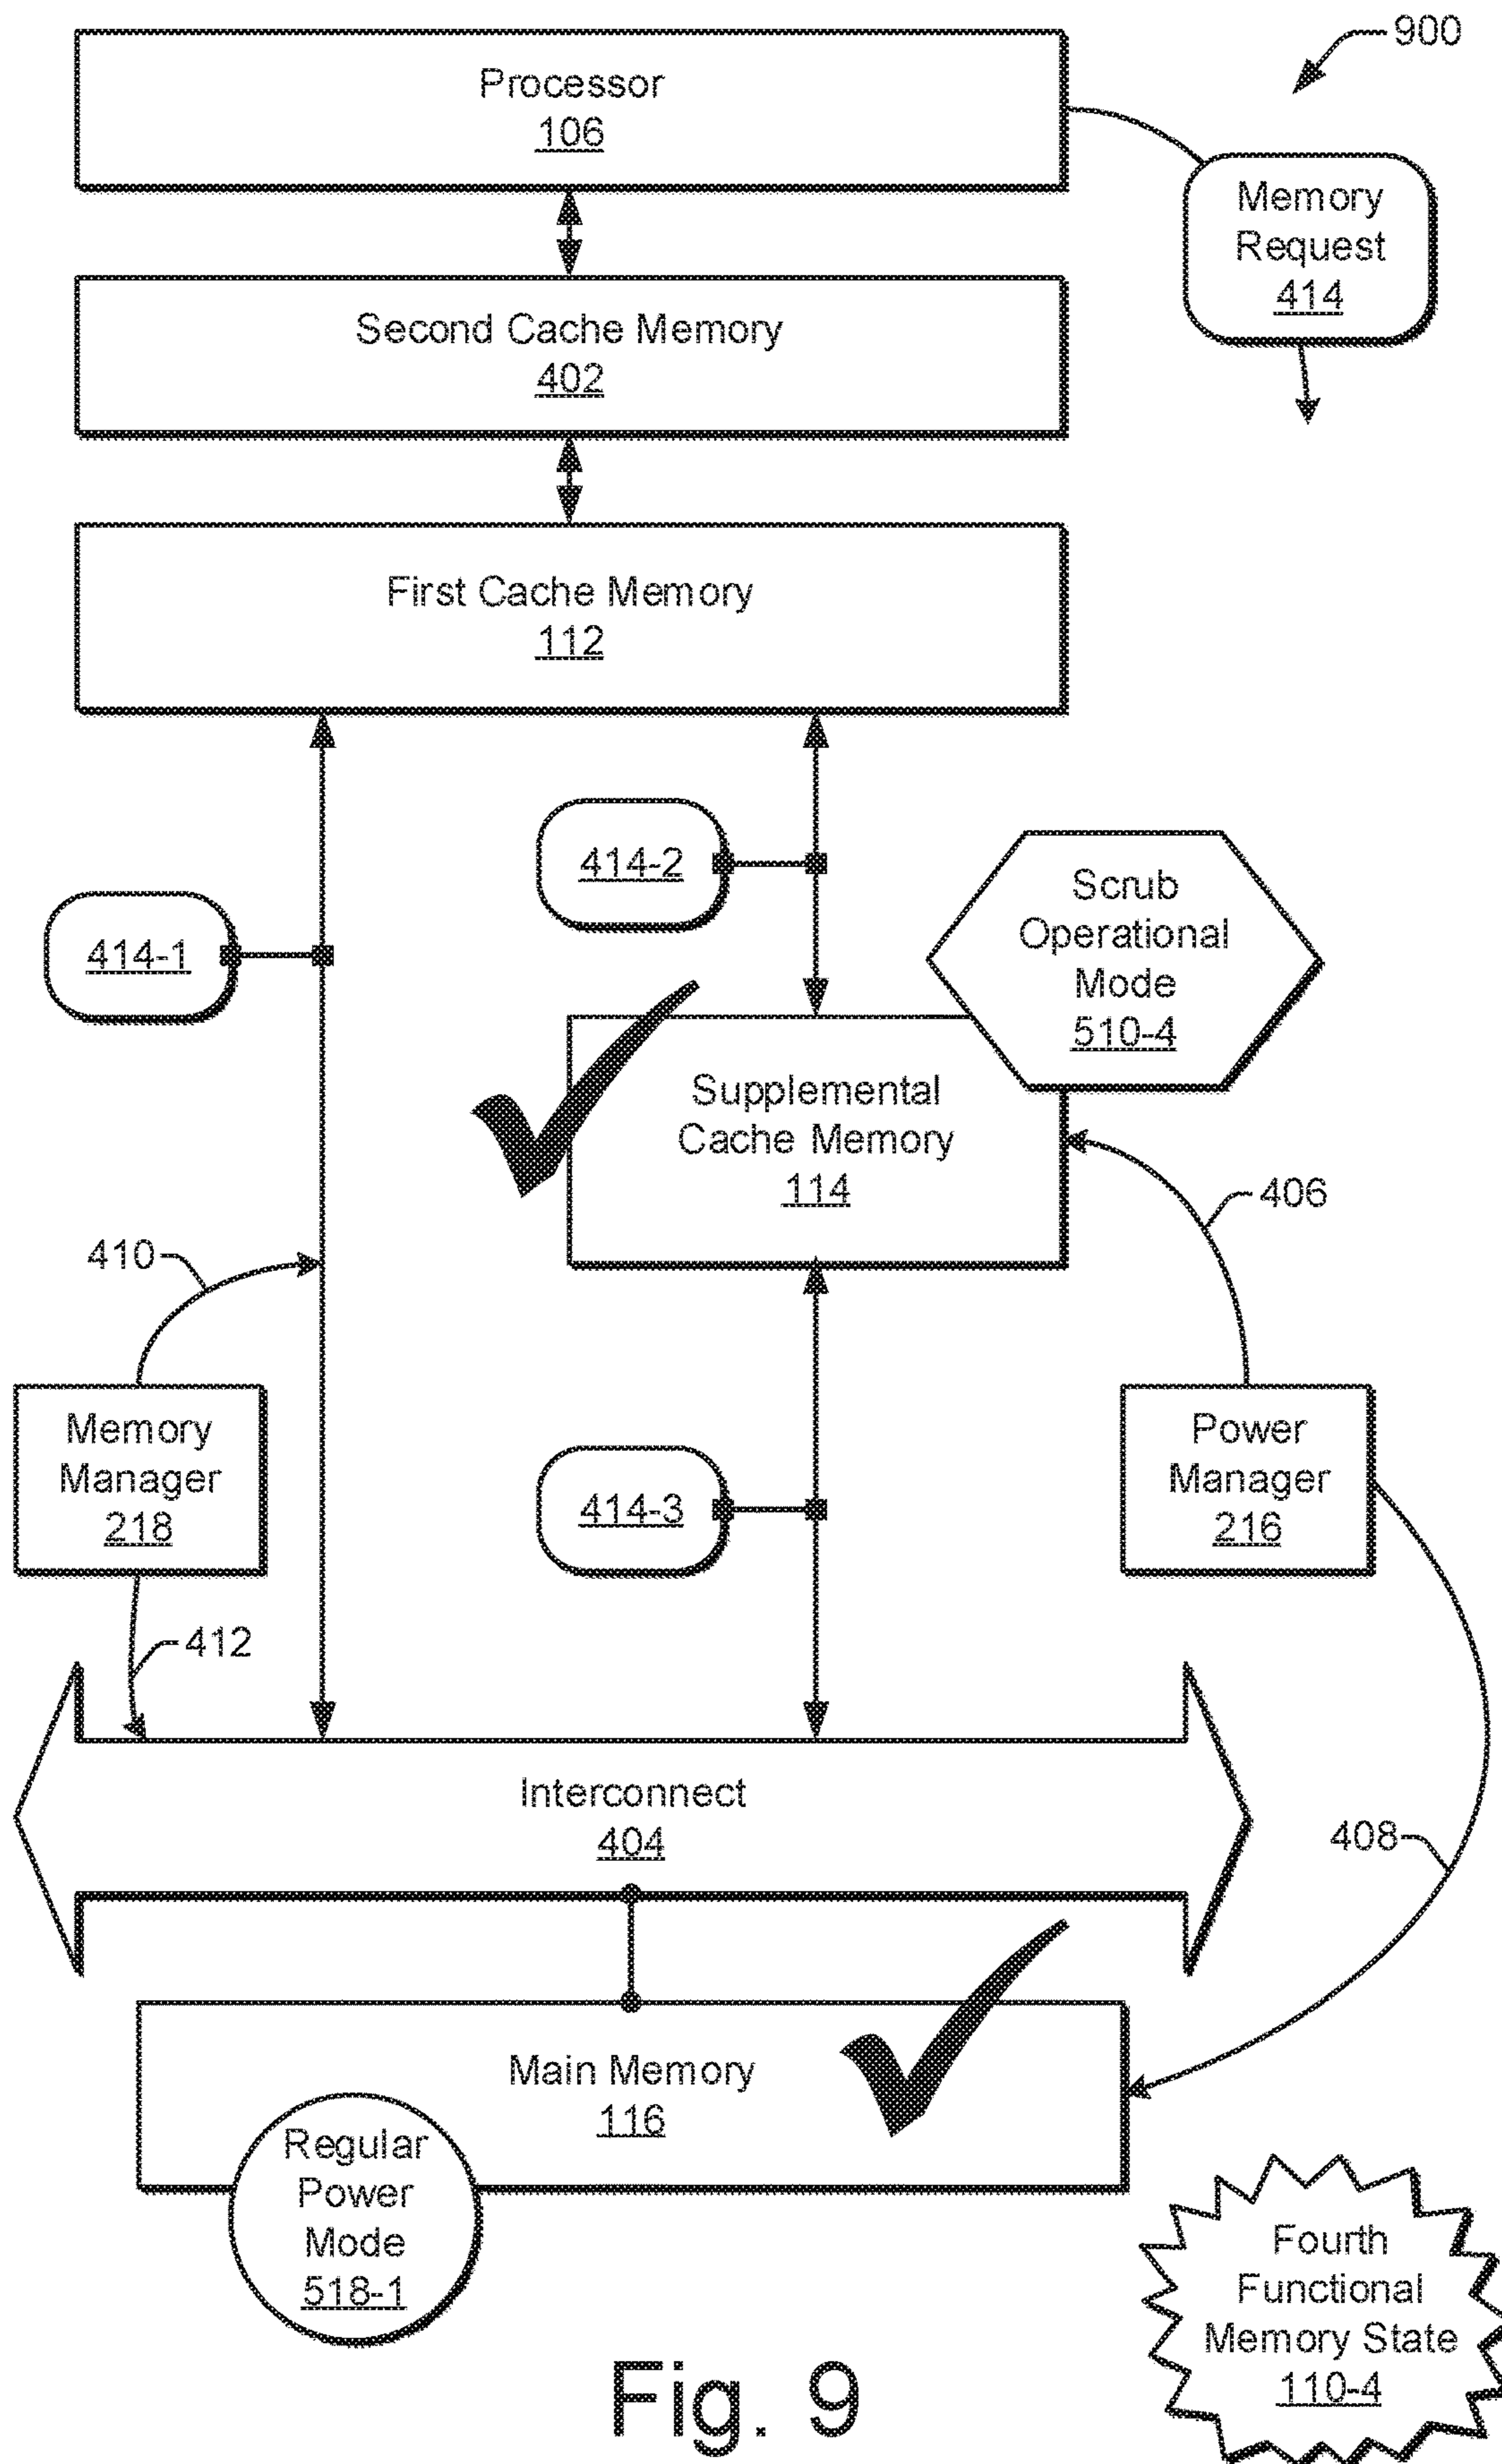 900
Processor
106
Memory
Request
414
Second Cache Memory
402
First Cache Memory
112
414-2
414-1
Scrub
Operational
Mode
510-4
Supplemental
Cache Memory
114
406
410
Memory
Manager
218
414-3
Power
Manager
216
412
Interconnect
404
408
Main Memory
116
Regular
Power
Mode
518-1
Fourth
Functional
Memory State
110-4
Fig. 9